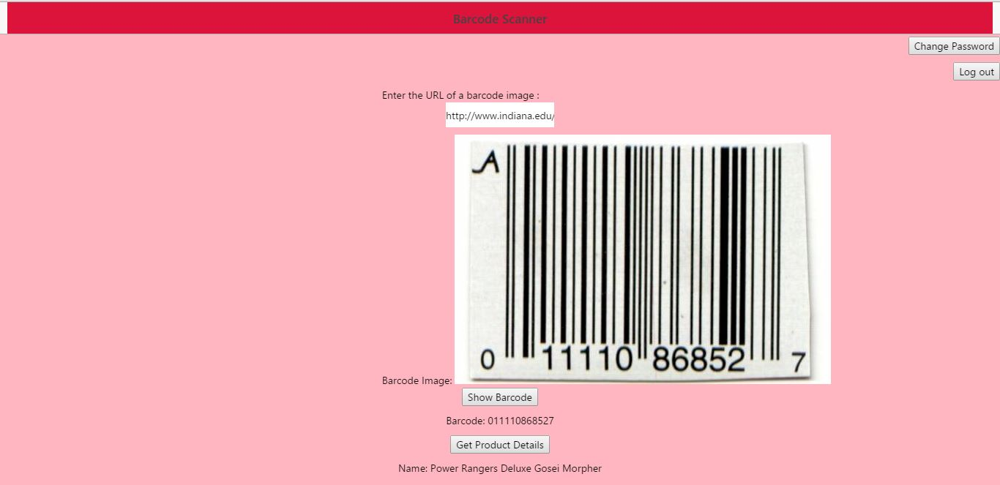 Barcode Scanner
Change Password
Log out
Enter the URL of a barcode image :
http://www.indiana.edu/
A
0 11110 86852 7
Barcode Image:
Show Barcode
Barcode: 011110868527
Get Product Details
Name: Power Rangers Deluxe Gosei Morpher